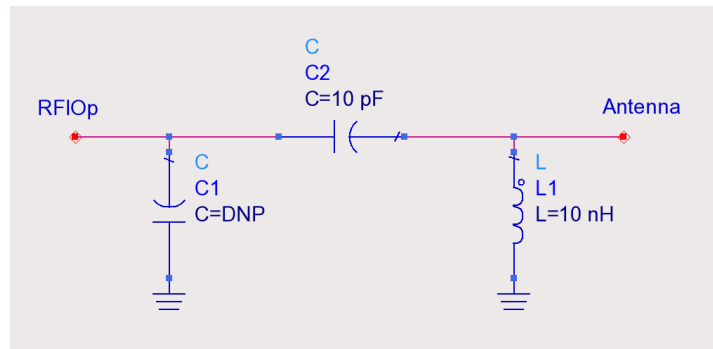 C
C2
C=10 pF
RFIOp
Antenna
C
C1
C=DNP
L
L1
L=10 nH